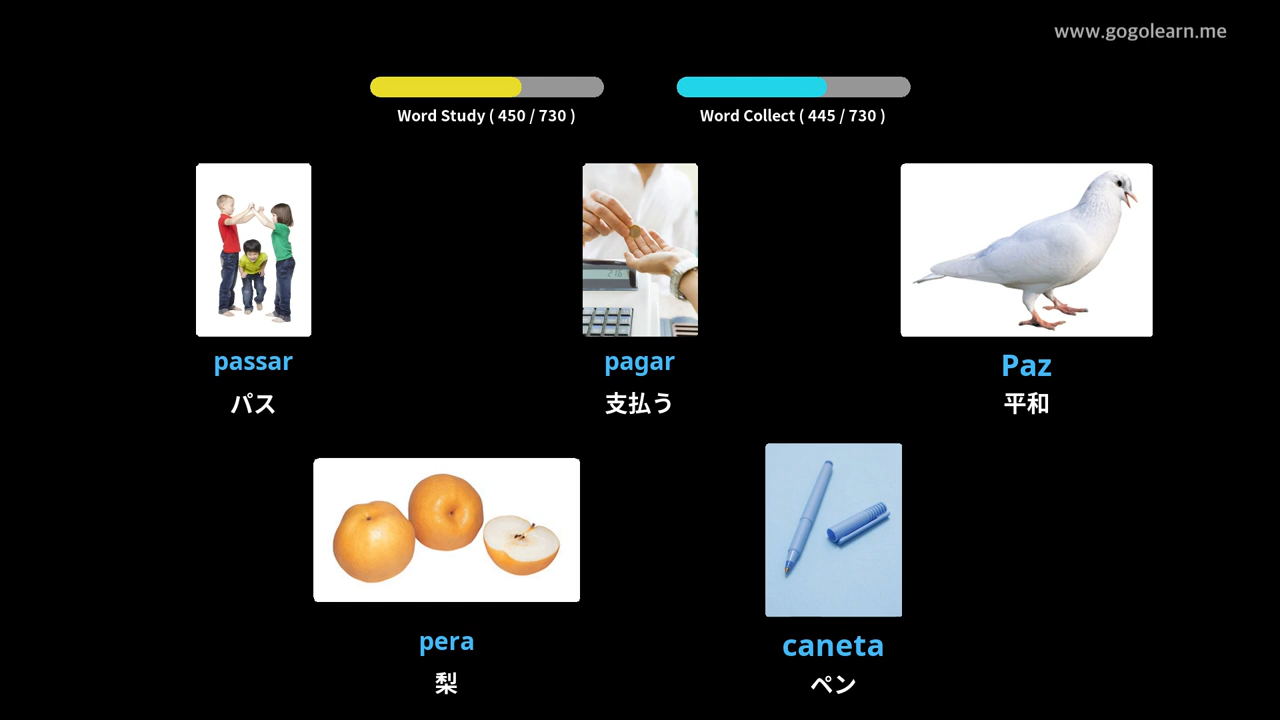 www.gogolearn.me
Word Study ( 450 / 730 )
Word Collect ( 445 / 730 )
216
passar
パス
pagar
支払う
Paz
平和
pera
梨
caneta
ペン